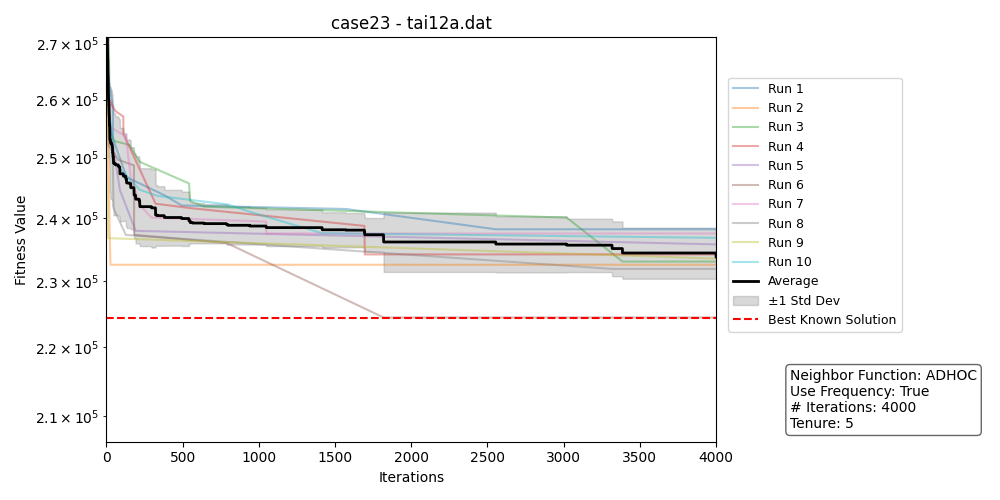 case23 - tai12a.dat
Fitness Value
2.7 × 10⁵
2.6 × 10⁵
2.5 × 10⁵
2.4 × 10⁵
2.3 × 10⁵
2.2 × 10⁵
2.1 × 10⁵
0 500 1000 1500 2000 2500 3000 3500 4000
Iterations
Run 1
Run 2
Run 3
Run 4
Run 5
Run 6
Run 7
Run 8
Run 9
Run 10
Average
±1 Std Dev
Best Known Solution
Neighbor Function: ADHOC
Use Frequency: True
# Iterations: 4000
Tenure: 5